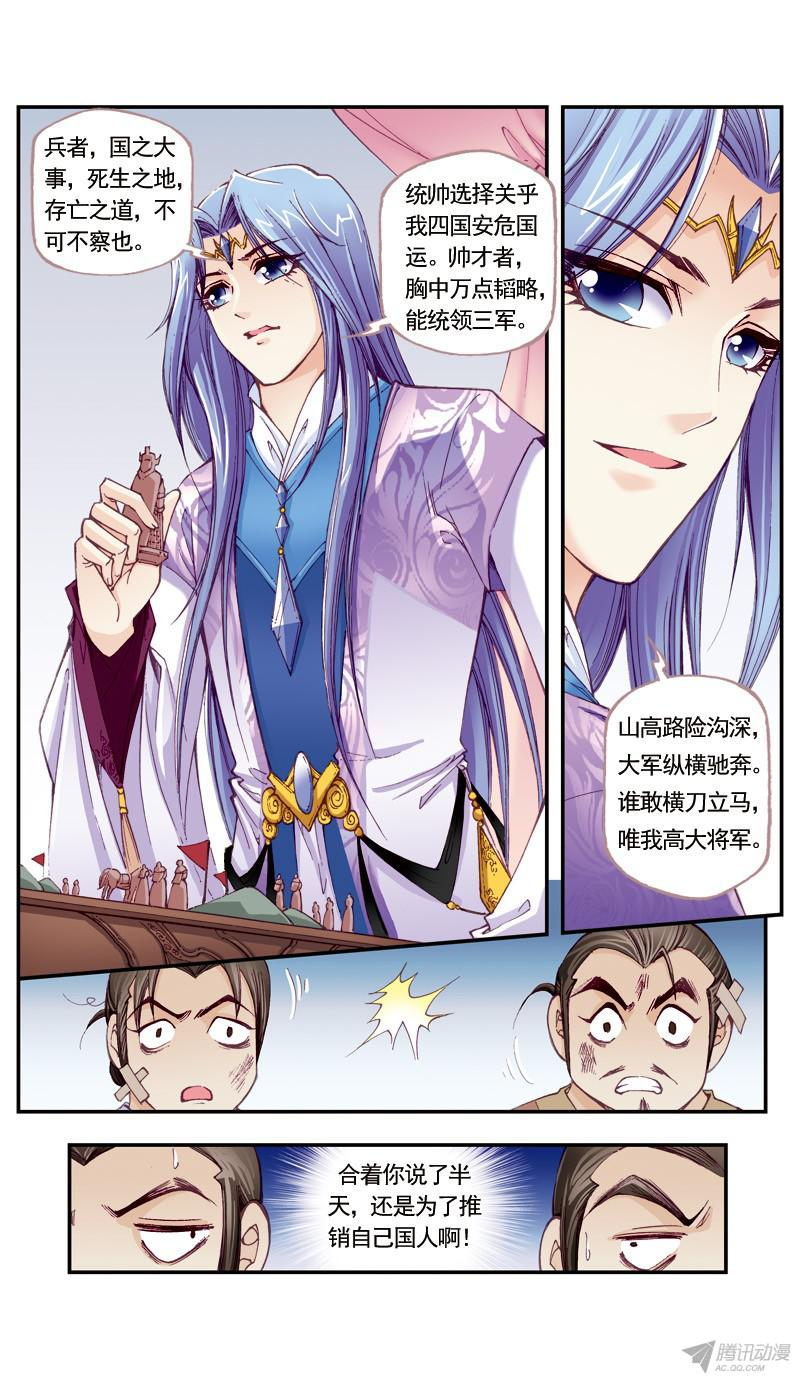 兵者，国之大
事，死生之地，
存亡之道，不
可不察也。
统帅选择关乎
我四国安危国
运。帅才者，
胸中万点韬略，
能统领三军。
山高路险沟深，
大军纵横驰奔。
谁敢横刀立马，
唯我高大将军。
合着你说了半
天，还是为了推
销自己国人啊！
腾讯动漫
AC.QQ.COM